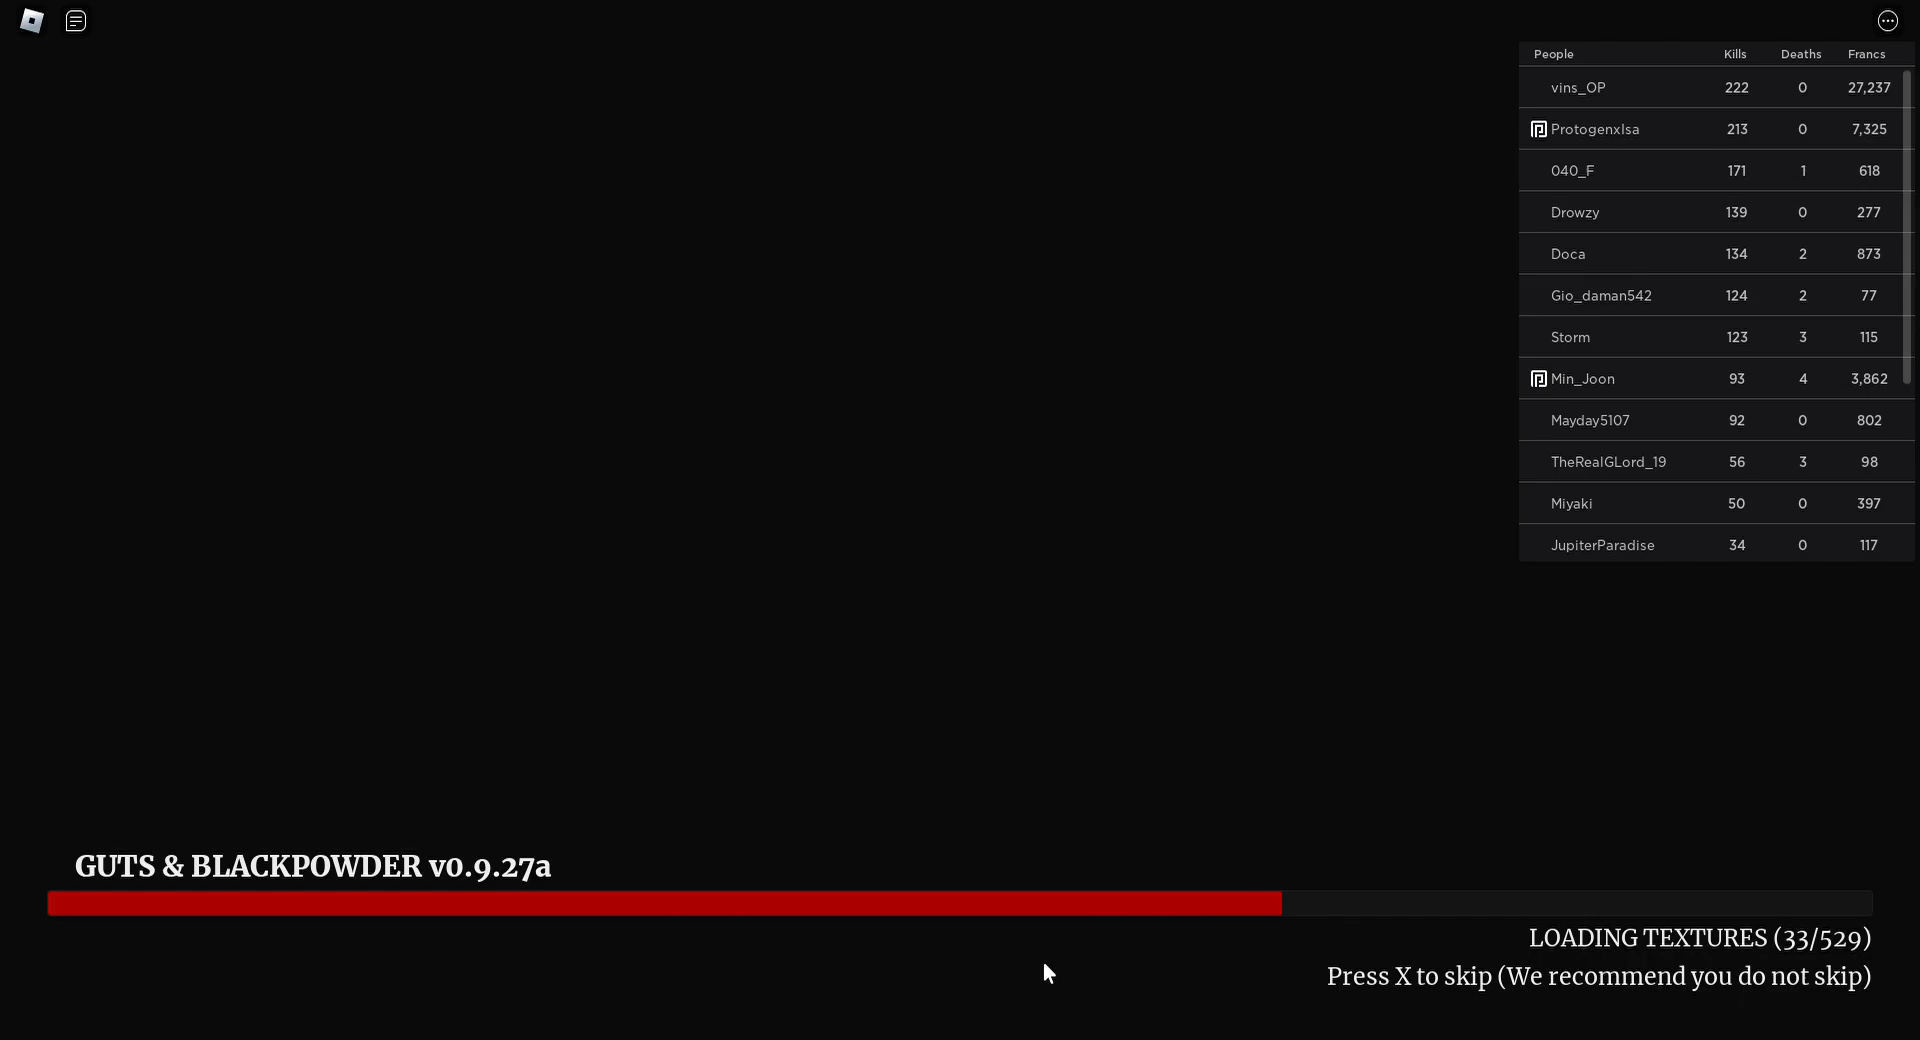 People Kills Deaths Francs
vins_OP 222 0 27,237
ProtogenxIsa 213 0 7,325
040_F 171 1 618
Drowzy 139 0 277
Doca 134 2 873
Gio_daman542 124 2 77
Storm 123 3 115
Min_Joon 93 4 3,862
Mayday5107 92 0 802
TheRealGLord_19 56 3 98
Miyaki 50 0 397
JupiterParadise 34 0 117
GUTS & BLACKPOWDER v0.9.27a
LOADING TEXTURES (33/529)
Press X to skip (We recommend you do not skip)